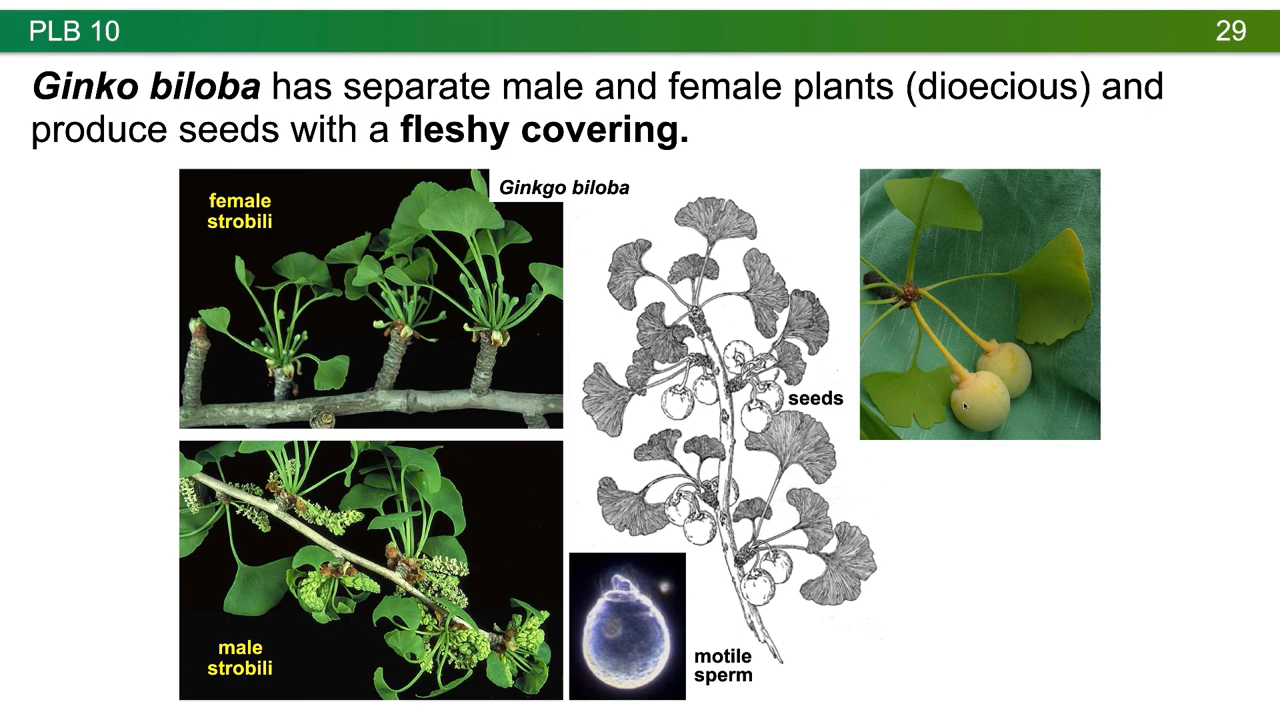 PLB 10
29
Ginko biloba has separate male and female plants (dioecious) and
produce seeds with a fleshy covering.
female
strobili
Ginkgo biloba
seeds
male
strobili
motile
sperm